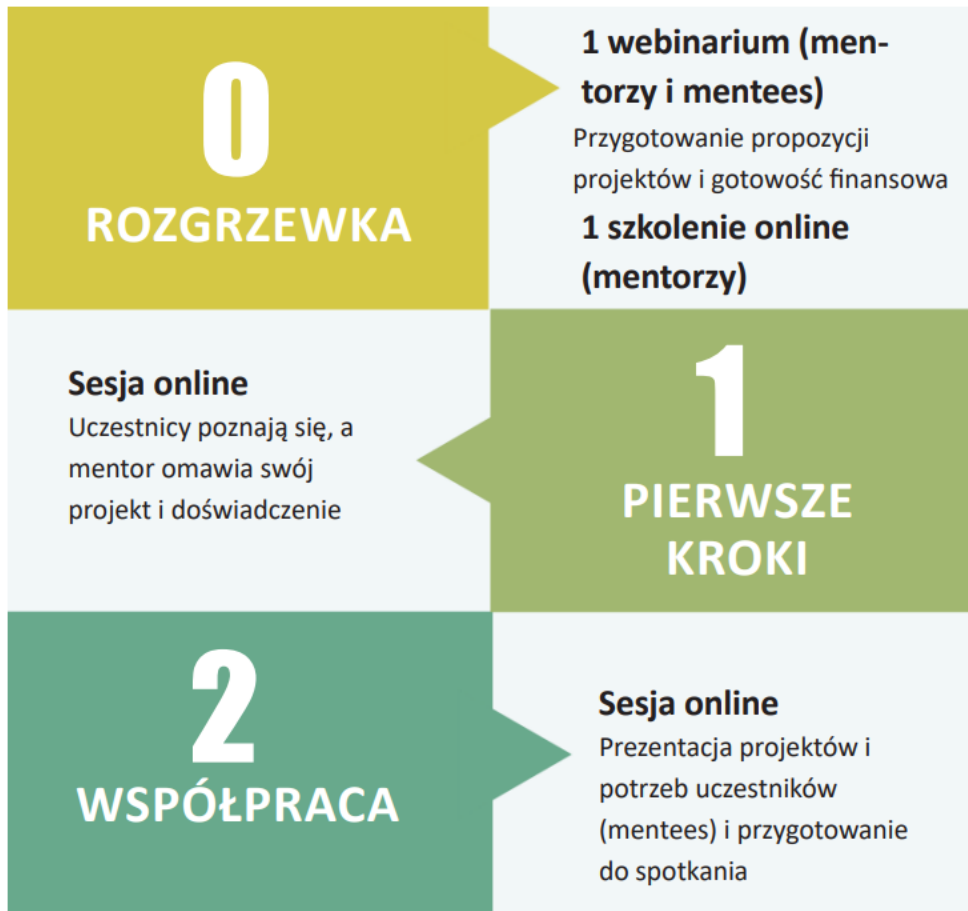 0
ROZGRZEWKA
1 webinarium (men-
torzy i mentees)
Przygotowanie propozycji
projektów i gotowość finansowa
1 szkolenie online
(mentorzy)
Sesja online
Uczestnicy poznają się, a
mentor omawia swój
projekt i doświadczenie
1
PIERWSZE
KROKI
2
WSPÓŁPRACA
Sesja online
Prezentacja projektów i
potrzeb uczestników
(mentees) i przygotowanie
do spotkania